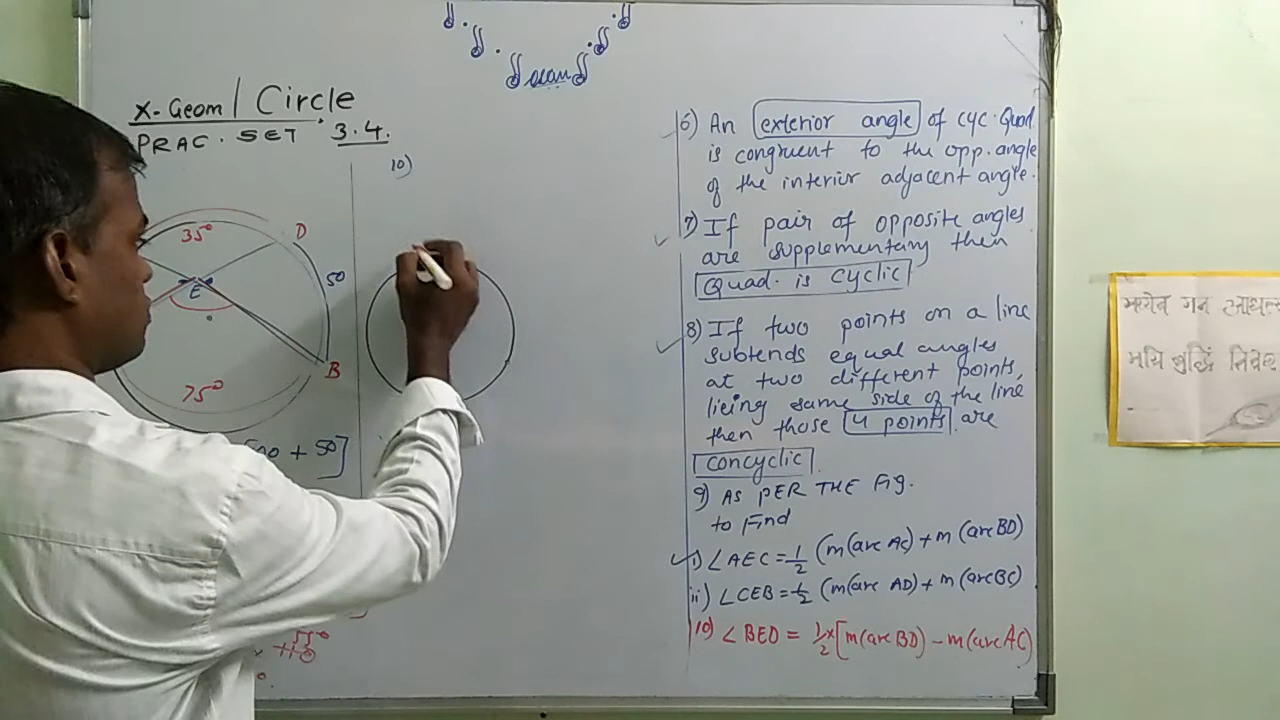 X-Geom | Circle
PRAC. SET 3.4.
10)
35°
D
50
E
75°
B
+ 50]
6) An exterior angle of cyc. Quad
is congruent to the opp. angle
of the interior adjacent angle.
7) If pair of opposite angles
are supplementary then
Quad. is cyclic
8) If two points on a line
subtends equal angles
at two different points,
lieing same side of the line
then those 4 points are
concyclic.
9) AS PER THE Fig.
to Find
i) ∠AEC = 1/2 (m(arc AC) + m(arc BD)
ii) ∠CEB = 1/2 (m(arc AD) + m(arc BC)
10) ∠BED = 1/2 × [m(arc BD) - m(arc AC)